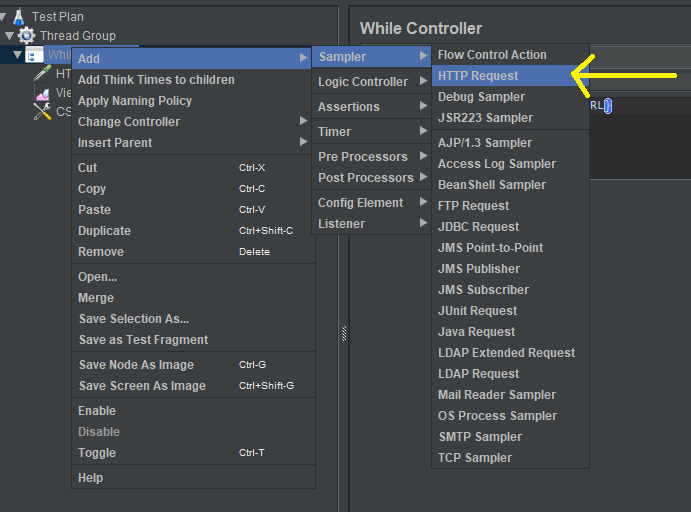 Test Plan
Thread Group
Whil
HT
Vie
CS
Add
Add Think Times to children
Apply Naming Policy
Change Controller
Insert Parent
Cut Ctrl-X
Copy Ctrl-C
Paste Ctrl-V
Duplicate Ctrl+Shift-C
Remove Delete
Open...
Merge
Save Selection As...
Save as Test Fragment
Save Node As Image Ctrl-G
Save Screen As Image Ctrl+Shift-G
Enable
Disable
Toggle Ctrl-T
Help
Sampler
Logic Controller
Assertions
Timer
Pre Processors
Post Processors
Config Element
Listener
While Controller
RL}
Flow Control Action
HTTP Request
Debug Sampler
JSR223 Sampler
AJP/1.3 Sampler
Access Log Sampler
BeanShell Sampler
FTP Request
JDBC Request
JMS Point-to-Point
JMS Publisher
JMS Subscriber
JUnit Request
Java Request
LDAP Extended Request
LDAP Request
Mail Reader Sampler
OS Process Sampler
SMTP Sampler
TCP Sampler